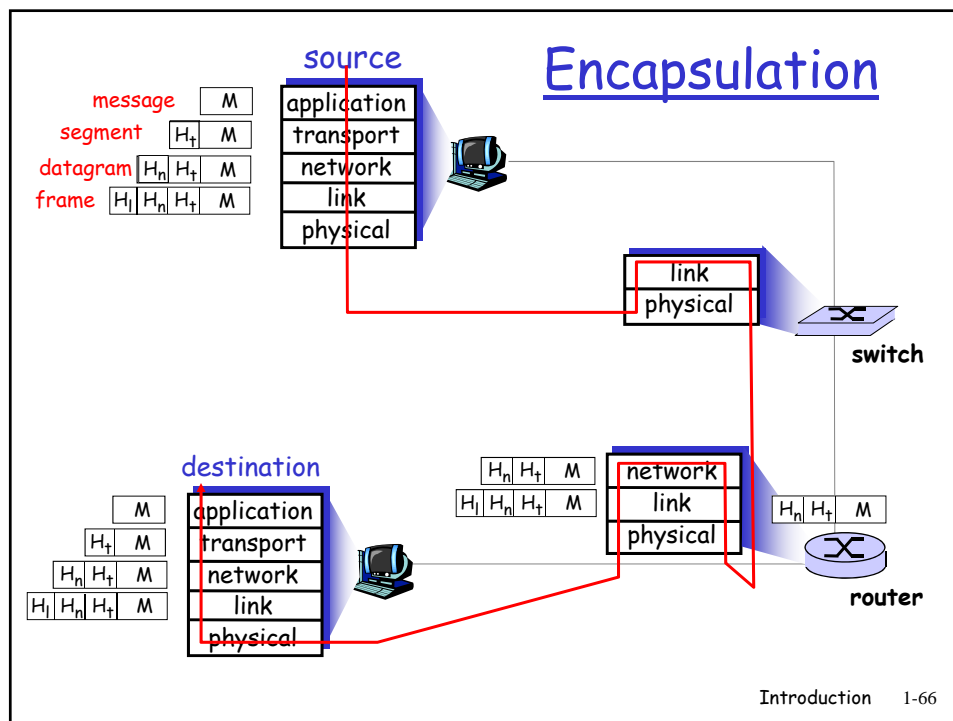 Encapsulation
source
message M
segment Hₜ M
datagram Hₙ Hₜ M
frame Hₗ Hₙ Hₜ M
application
transport
network
link
physical
link
physical
switch
destination
M
Hₜ M
Hₙ Hₜ M
Hₗ Hₙ Hₜ M
application
transport
network
link
physical
Hₙ Hₜ M
Hₗ Hₙ Hₜ M
network
link
physical
Hₙ Hₜ M
router
Introduction 1-66